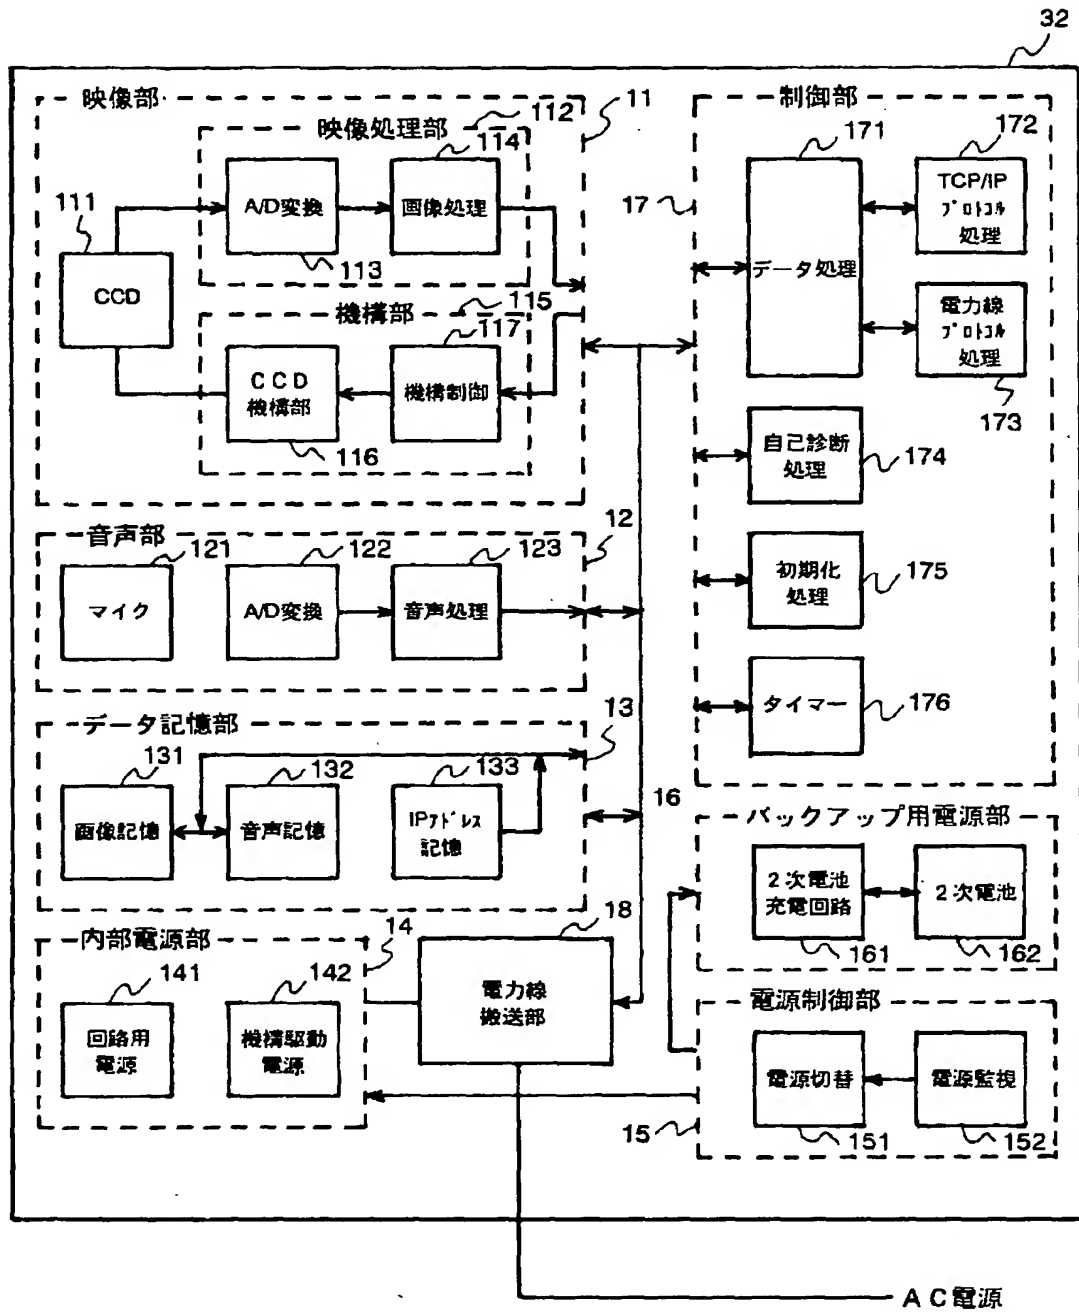 32
映像部
11
映像処理部
112
114
A/D変換
画像処理
113
111
CCD
機構部
115
117
CCD
機構部
機構制御
116
音声部
12
121
122
123
マイク
A/D変換
音声処理
データ記憶部
13
131
132
133
画像記憶
音声記憶
IPアドレス
記憶
内部電源部
14
141
142
回路用
電源
機構駆動
電源
18
電力線
搬送部
制御部
17
171
172
データ処理
TCP/IP
プロトコル
処理
電力線
プロトコル
処理
173
自己診断
処理
174
初期化
処理
175
タイマー
176
16
バックアップ用電源部
2次電池
充電回路
2次電池
161
162
電源制御部
電源切替
電源監視
15
151
152
AC電源